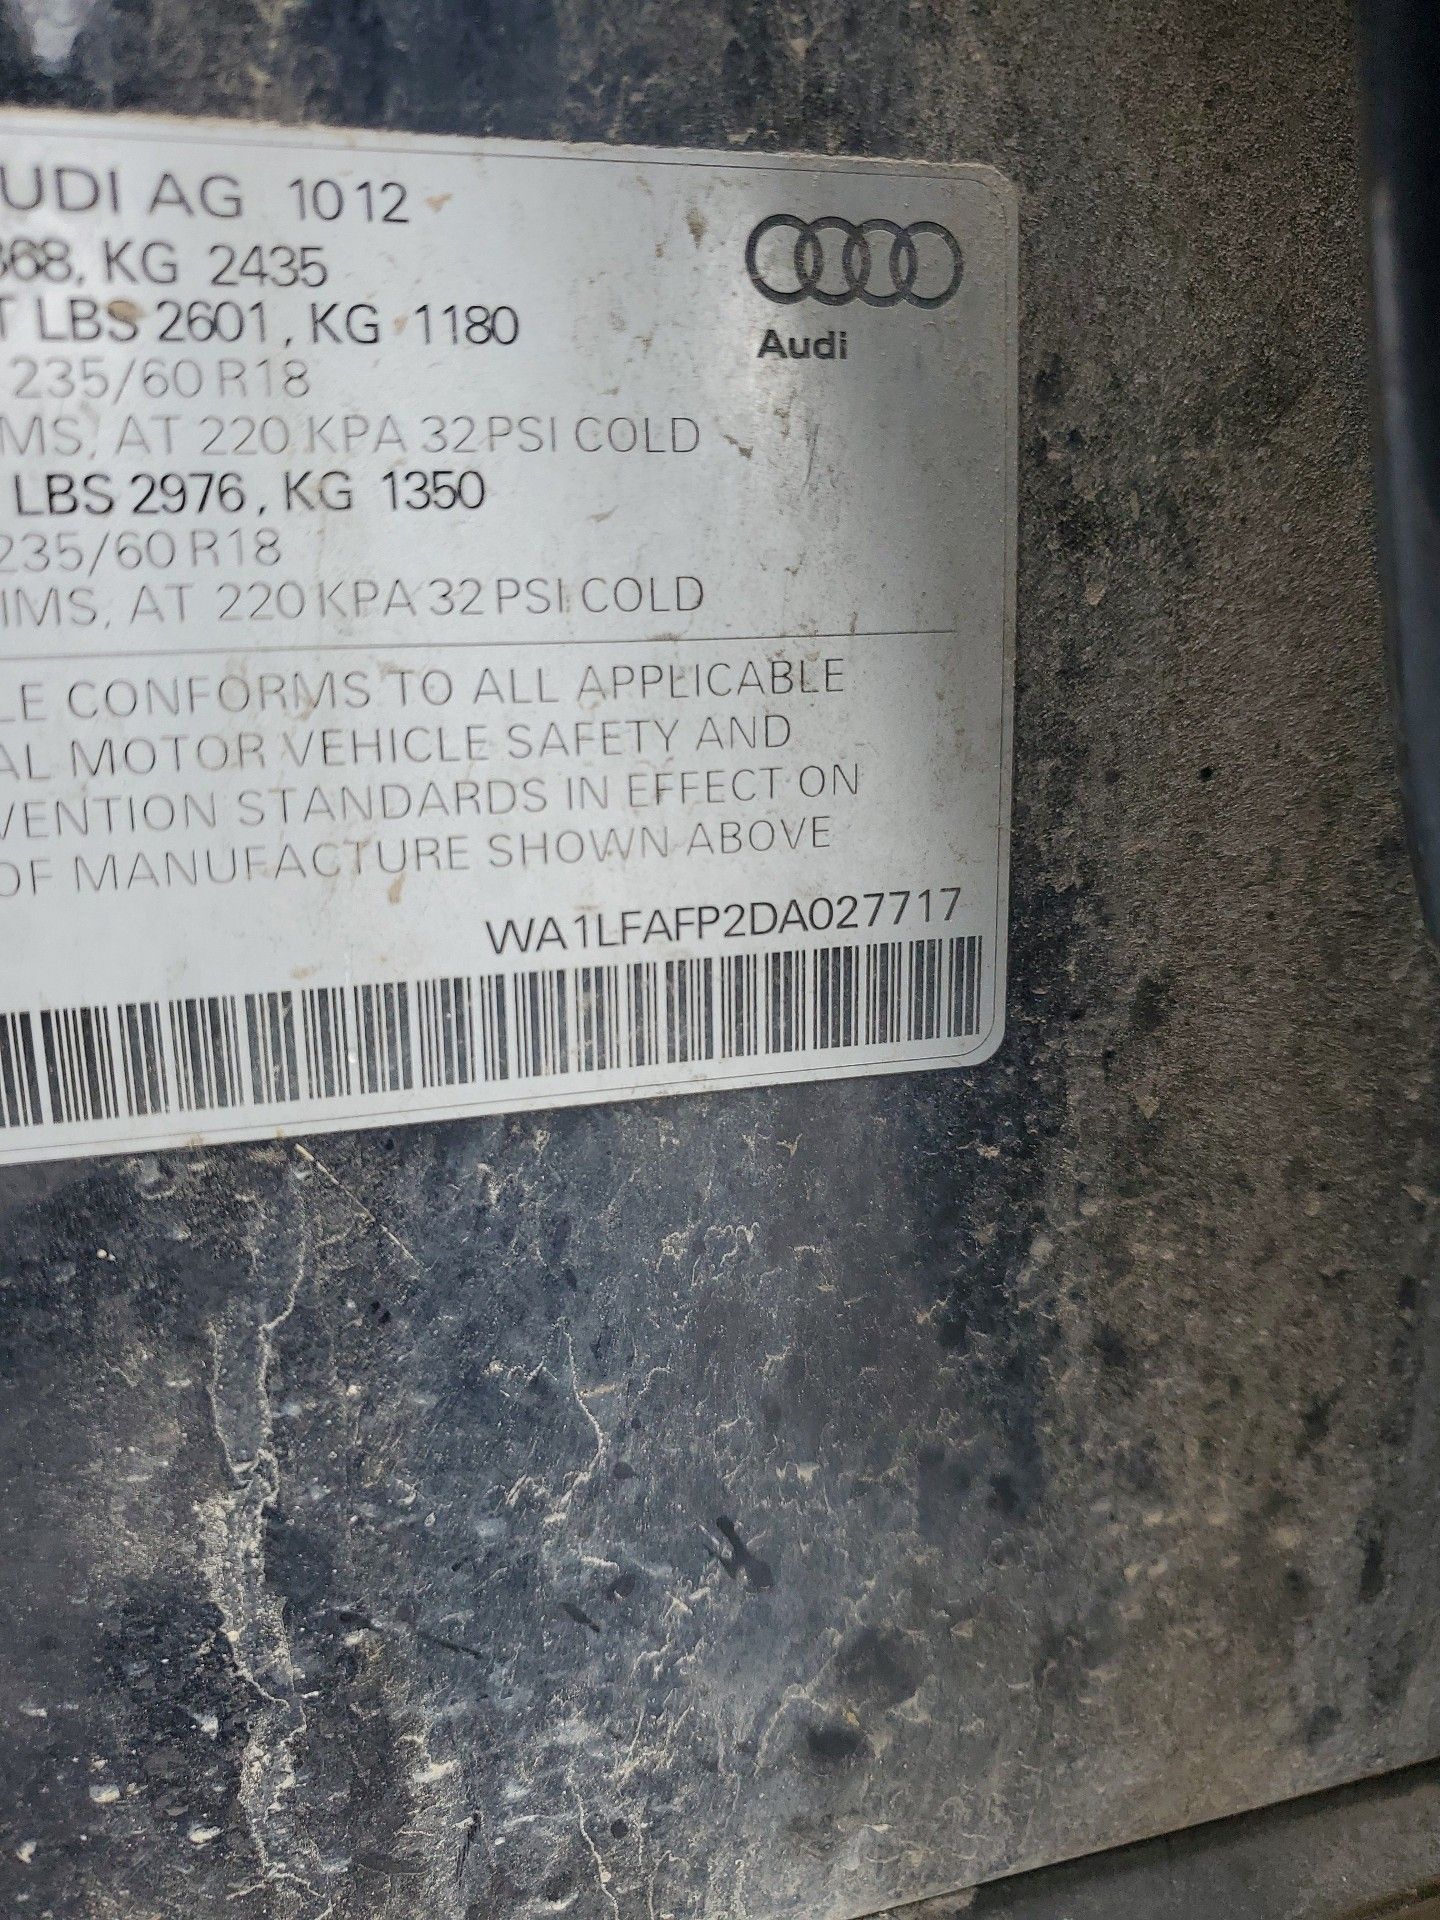 UDI AG 1012
368, KG 2435
T LBS 2601, KG 1180
235/60 R18
MS, AT 220 KPA 32 PSI COLD
LBS 2976, KG 1350
235/60 R18
IMS, AT 220 KPA 32 PSI COLD
Audi
LE CONFORMS TO ALL APPLICABLE
AL MOTOR VEHICLE SAFETY AND
VENTION STANDARDS IN EFFECT ON
OF MANUFACTURE SHOWN ABOVE
WA1LFAFP2DA027717